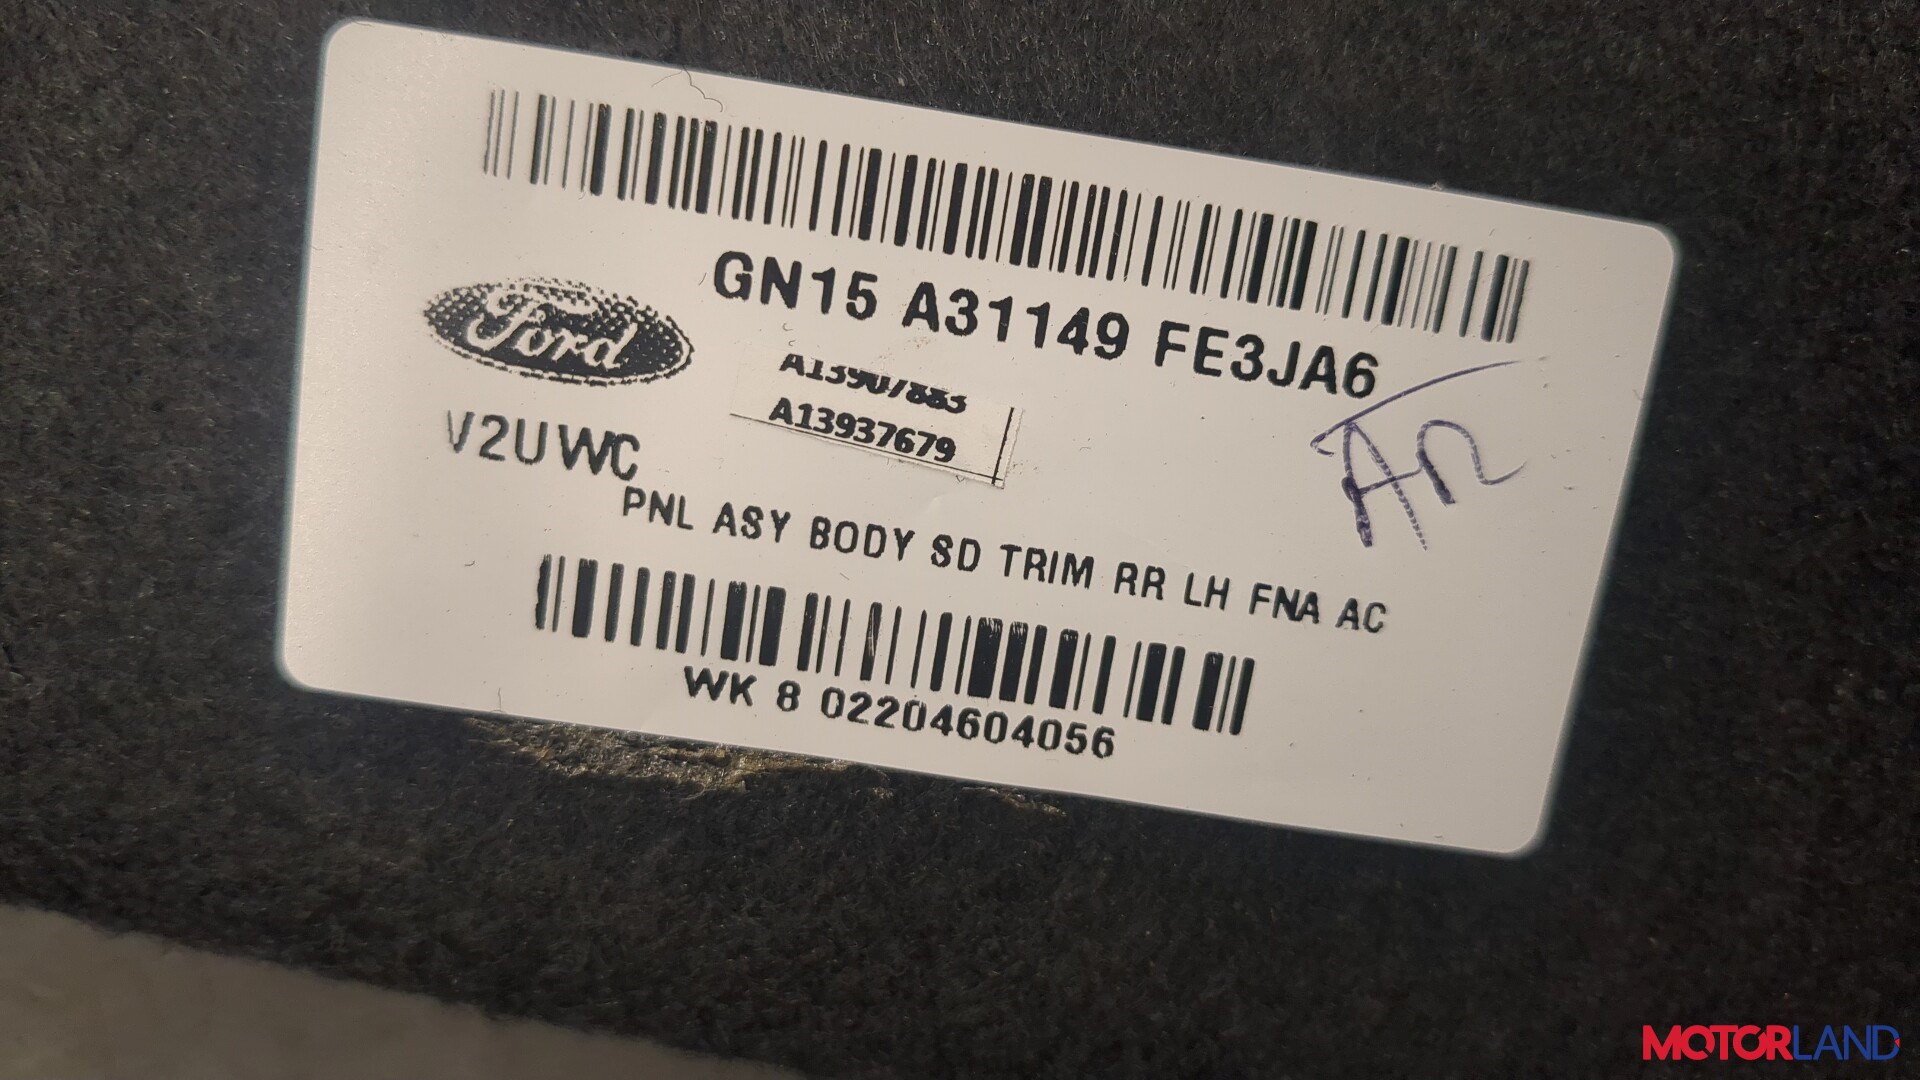 GN15 A31149 FE3JA6
Ford
A13907883
A13937679
V2UWC
PNL ASY BODY SD TRIM RR LH FNA AC
WK 8 02204604056
MOTORLAND